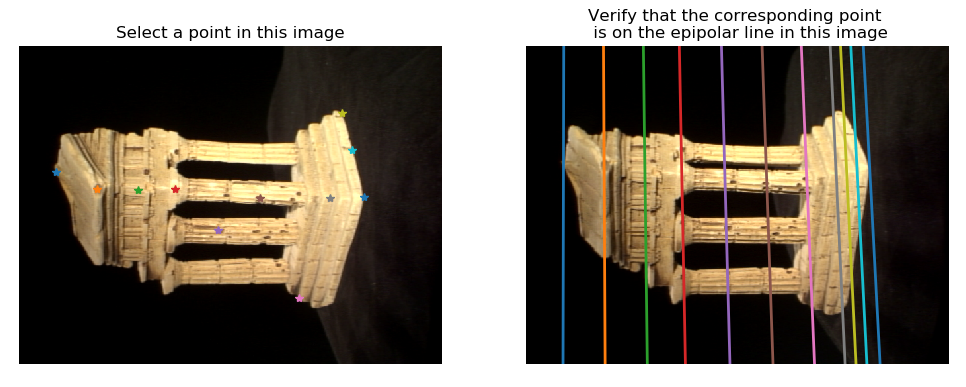 Select a point in this image
Verify that the corresponding point
is on the epipolar line in this image